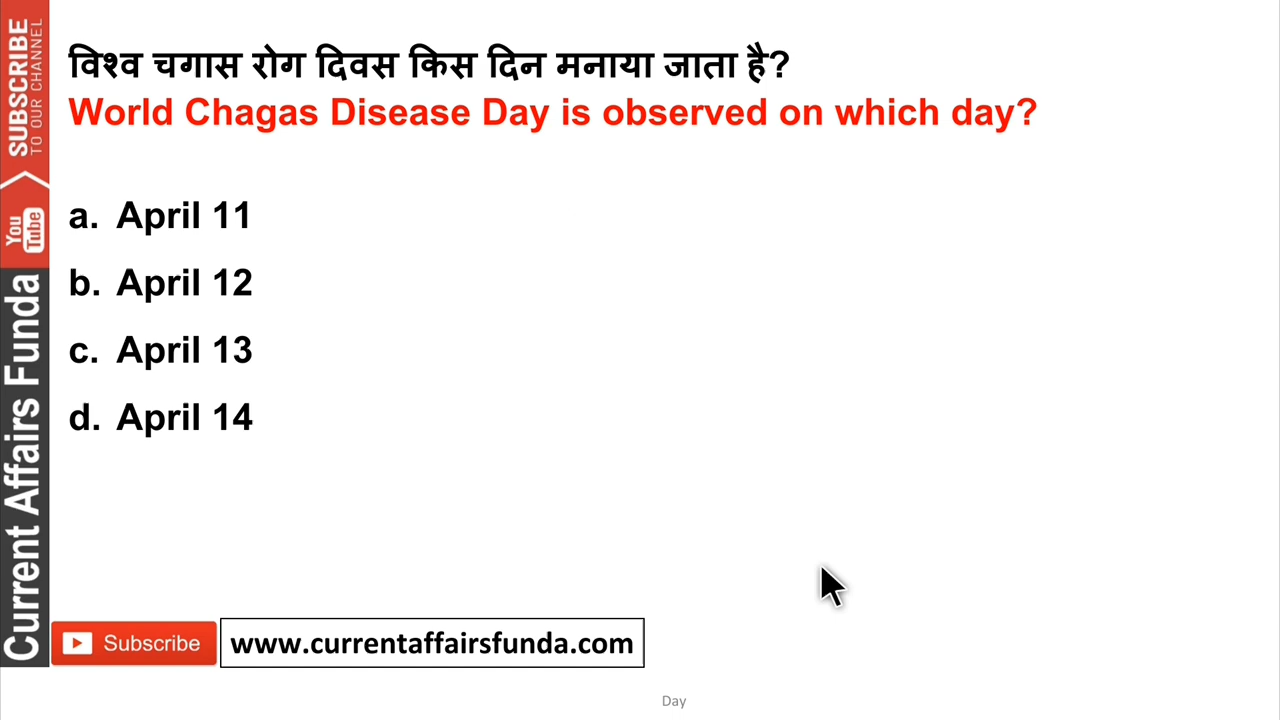 विश्व चगास रोग दिवस किस दिन मनाया जाता है?
World Chagas Disease Day is observed on which day?
a. April 11
b. April 12
c. April 13
d. April 14
SUBSCRIBE
TO OUR CHANNEL
You
Tube
Current Affairs Funda
Subscribe
www.currentaffairsfunda.com
Day